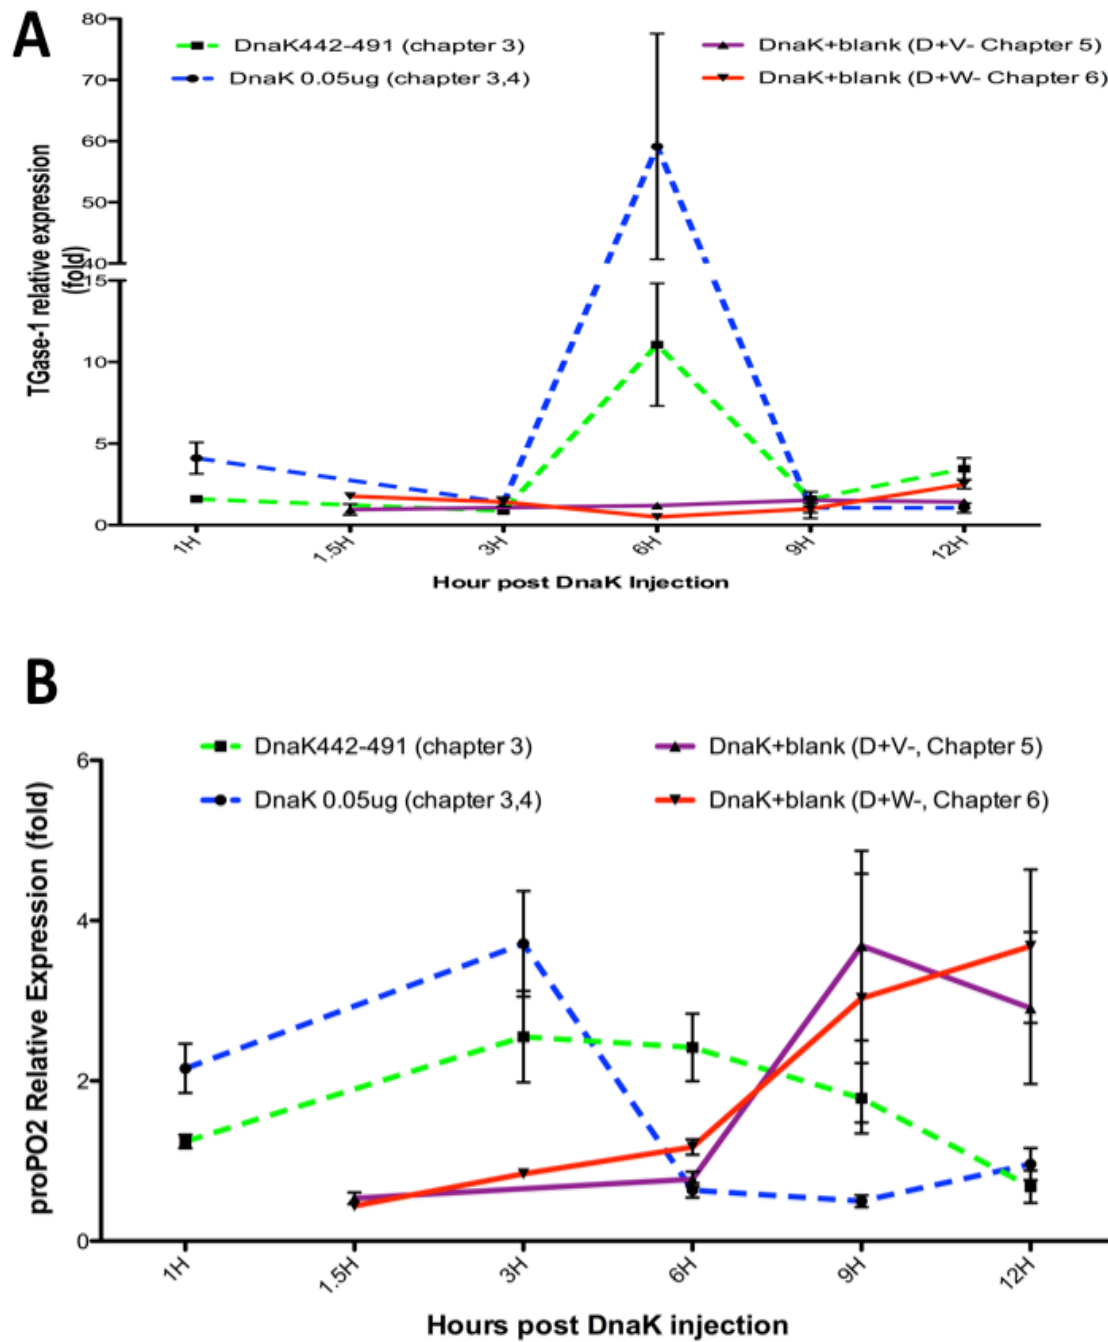 A
80
70
60
50
40
15
10
5
0
TGase-1 relative expression
(fold)
DnaK442-491 (chapter 3)
DnaK 0.05ug (chapter 3,4)
DnaK+blank (D+V- Chapter 5)
DnaK+blank (D+W- Chapter 6)
1H
1.5H
3H
6H
9H
12H
Hour post DnaK Injection
B
6
4
2
0
proPO2 Relative Expression (fold)
DnaK442-491 (chapter 3)
DnaK 0.05ug (chapter 3,4)
DnaK+blank (D+V-, Chapter 5)
DnaK+blank (D+W-, Chapter 6)
1H
1.5H
3H
6H
9H
12H
Hours post DnaK injection